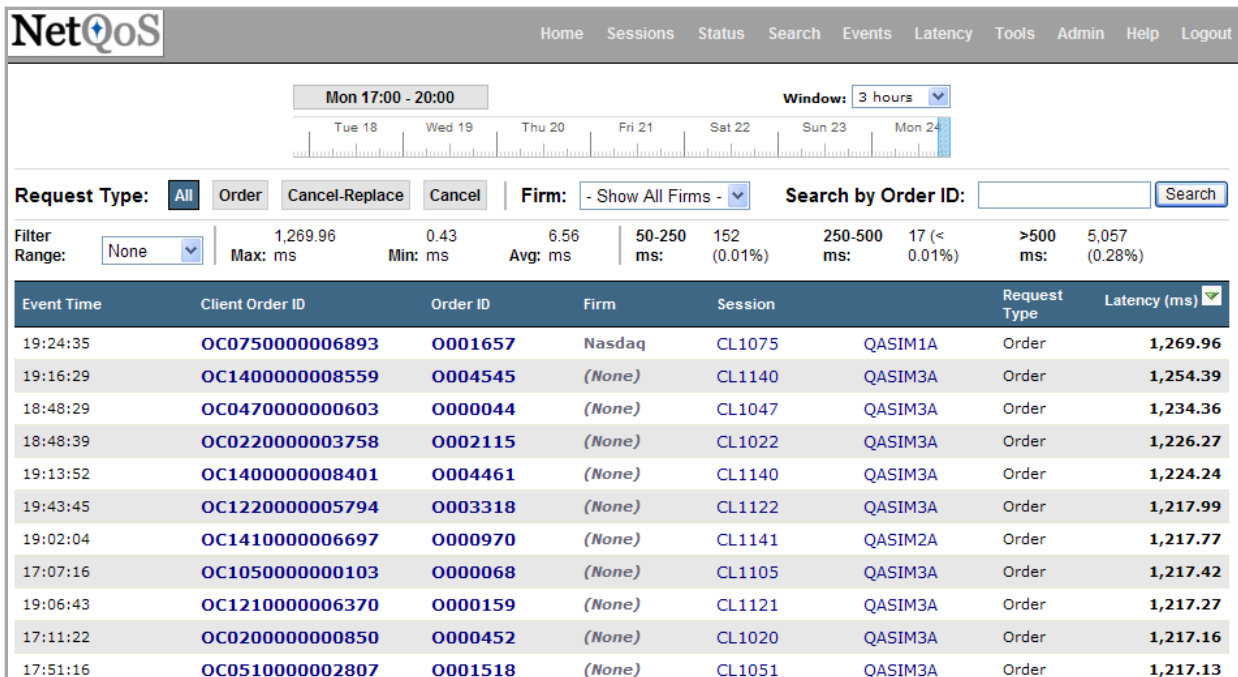 NetQoS
Home Sessions Status Search Events Latency Tools Admin Help Logout
Mon 17:00 - 20:00 Window: 3 hours
Tue 18 Wed 19 Thu 20 Fri 21 Sat 22 Sun 23 Mon 24
Request Type: All Order Cancel-Replace Cancel Firm: - Show All Firms - Search by Order ID: Search
Filter Range: None Max: 1,269.96 ms Min: 0.43 ms Avg: 6.56 ms 50-250 ms: 152 (0.01%) 250-500 ms: 17 (< 0.01%) >500 ms: 5,057 (0.28%)
Event Time Client Order ID Order ID Firm Session Request Type Latency (ms)
19:24:35 OC0750000006893 O001657 Nasdaq CL1075 QASIM1A Order 1,269.96
19:16:29 OC1400000008559 O004545 (None) CL1140 QASIM3A Order 1,254.39
18:48:29 OC0470000000603 O000044 (None) CL1047 QASIM3A Order 1,234.36
18:48:39 OC0220000003758 O002115 (None) CL1022 QASIM3A Order 1,226.27
19:13:52 OC1400000008401 O004461 (None) CL1140 QASIM3A Order 1,224.24
19:43:45 OC1220000005794 O003318 (None) CL1122 QASIM3A Order 1,217.99
19:02:04 OC1410000006697 O000970 (None) CL1141 QASIM2A Order 1,217.77
17:07:16 OC1050000000103 O000068 (None) CL1105 QASIM3A Order 1,217.42
19:06:43 OC1210000006370 O000159 (None) CL1121 QASIM3A Order 1,217.27
17:11:22 OC0200000000850 O000452 (None) CL1020 QASIM3A Order 1,217.16
17:51:16 OC0510000002807 O001518 (None) CL1051 QASIM3A Order 1,217.13